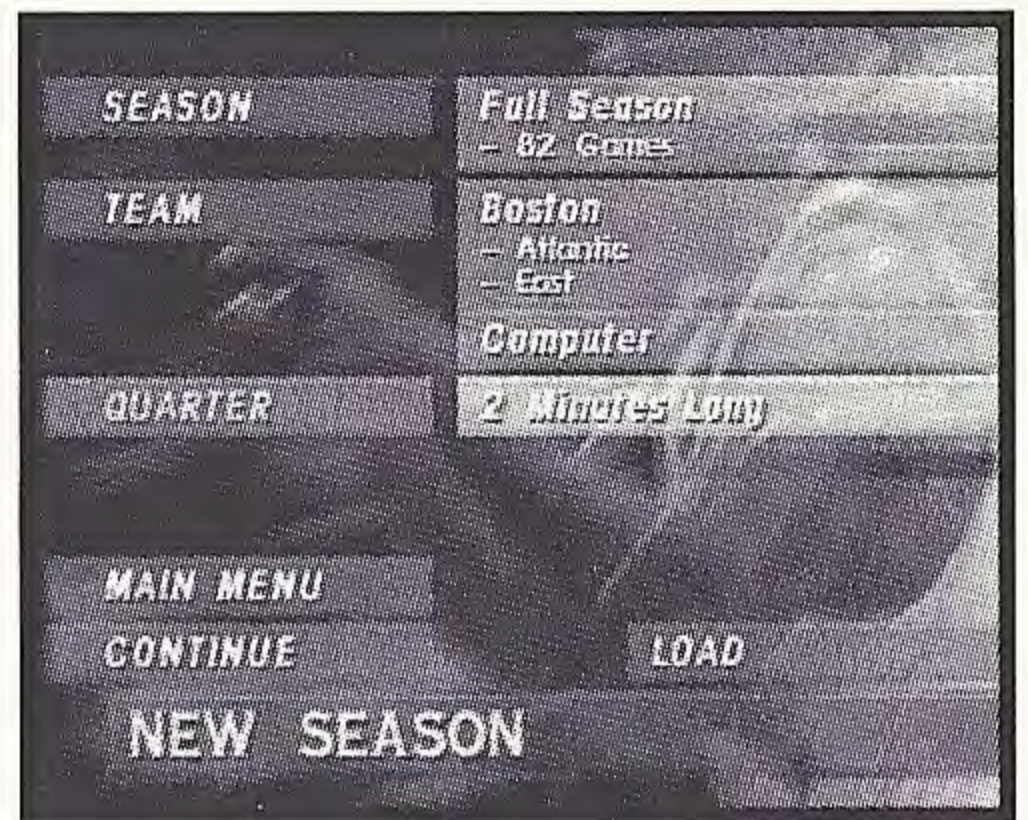 SEASON
Full Season
- 82 Games
TEAM
Boston
- Atlantic
- East
Computer
QUARTER
2 Minutes Long
MAIN MENU
CONTINUE
LOAD
NEW SEASON